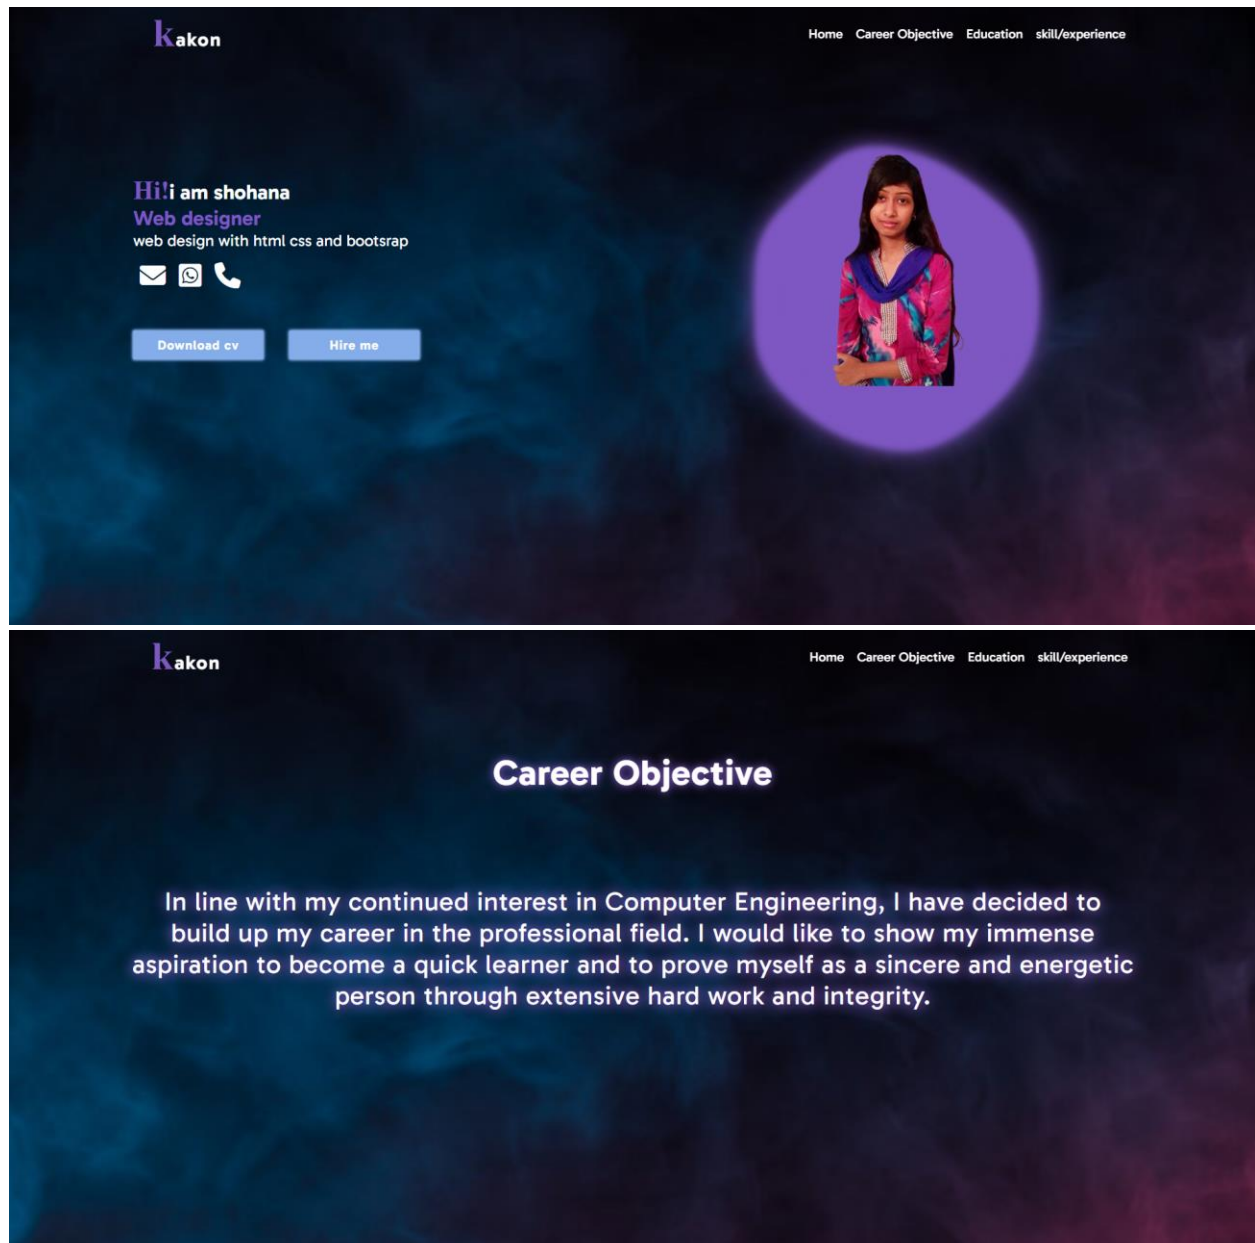 kakon
Home Career Objective Education skill/experience
Hi!i am shohana
Web designer
web design with html css and bootsrap
Download cv Hire me
kakon
Home Career Objective Education skill/experience
Career Objective
In line with my continued interest in Computer Engineering, I have decided to
build up my career in the professional field. I would like to show my immense
aspiration to become a quick learner and to prove myself as a sincere and energetic
person through extensive hard work and integrity.